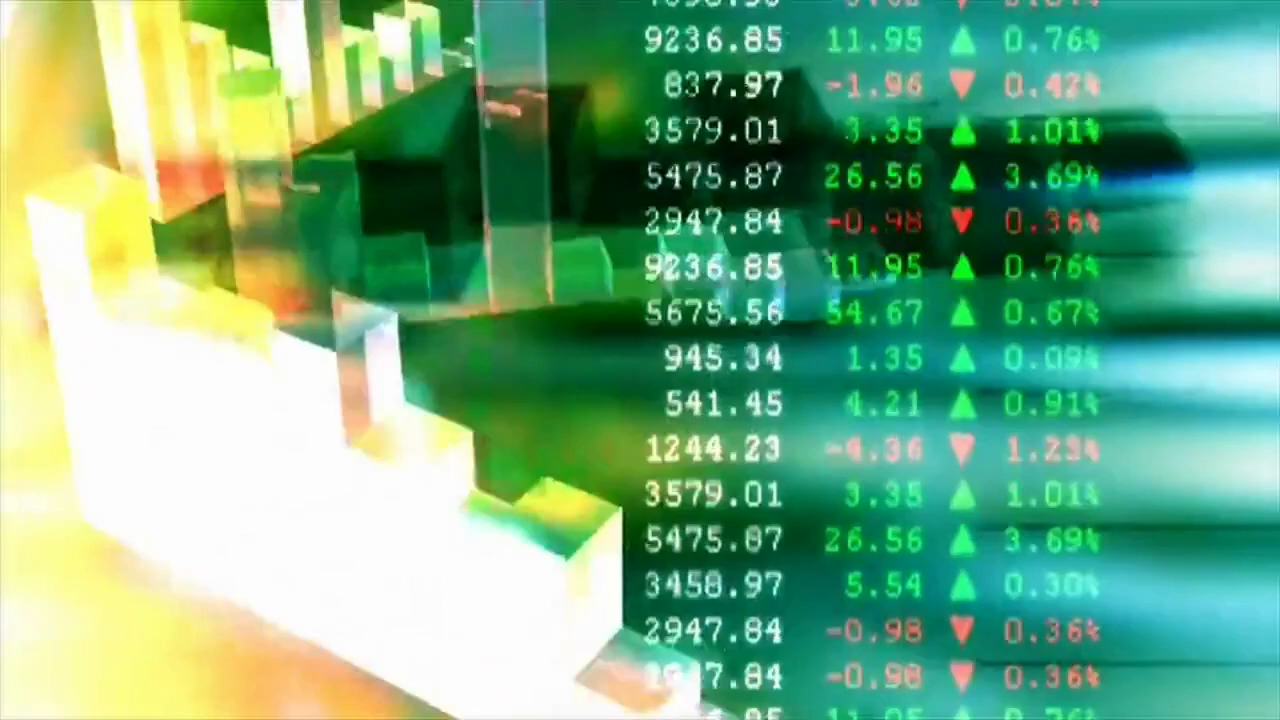 9236.85 11.95 ▲ 0.76%
837.97 -1.96 ▼ 0.42%
3579.01 3.35 ▲ 1.01%
5475.87 26.56 ▲ 3.69%
2947.84 -0.98 ▼ 0.36%
9236.85 11.95 ▲ 0.76%
5675.56 54.67 ▲ 0.67%
945.34 1.35 ▲ 0.09%
541.45 4.21 ▲ 0.91%
1244.23 -4.36 ▼ 1.23%
3579.01 3.35 ▲ 1.01%
5475.87 26.56 ▲ 3.69%
3458.97 5.54 ▲ 0.30%
2947.84 -0.98 ▼ 0.36%
2947.84 -0.98 ▼ 0.36%